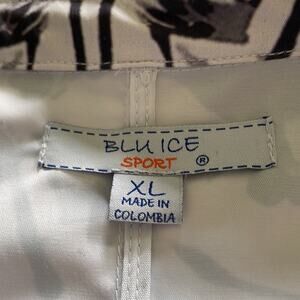 BLU ICE
SPORT ®
XL
MADE IN
COLOMBIA